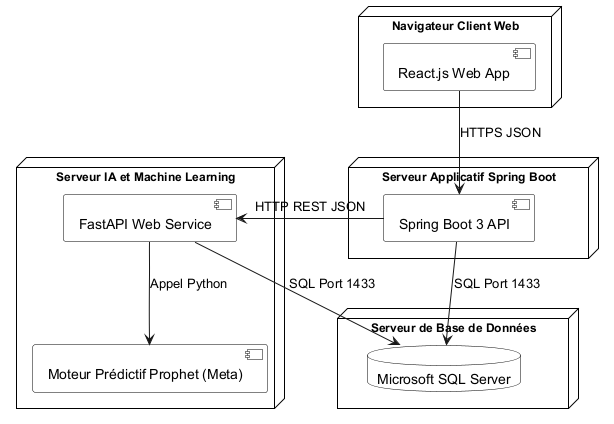 Navigateur Client Web
React.js Web App
HTTPS JSON
Serveur IA et Machine Learning
Serveur Applicatif Spring Boot
FastAPI Web Service
HTTP REST JSON
Spring Boot 3 API
Appel Python
SQL Port 1433
SQL Port 1433
Serveur de Base de Données
Moteur Prédictif Prophet (Meta)
Microsoft SQL Server